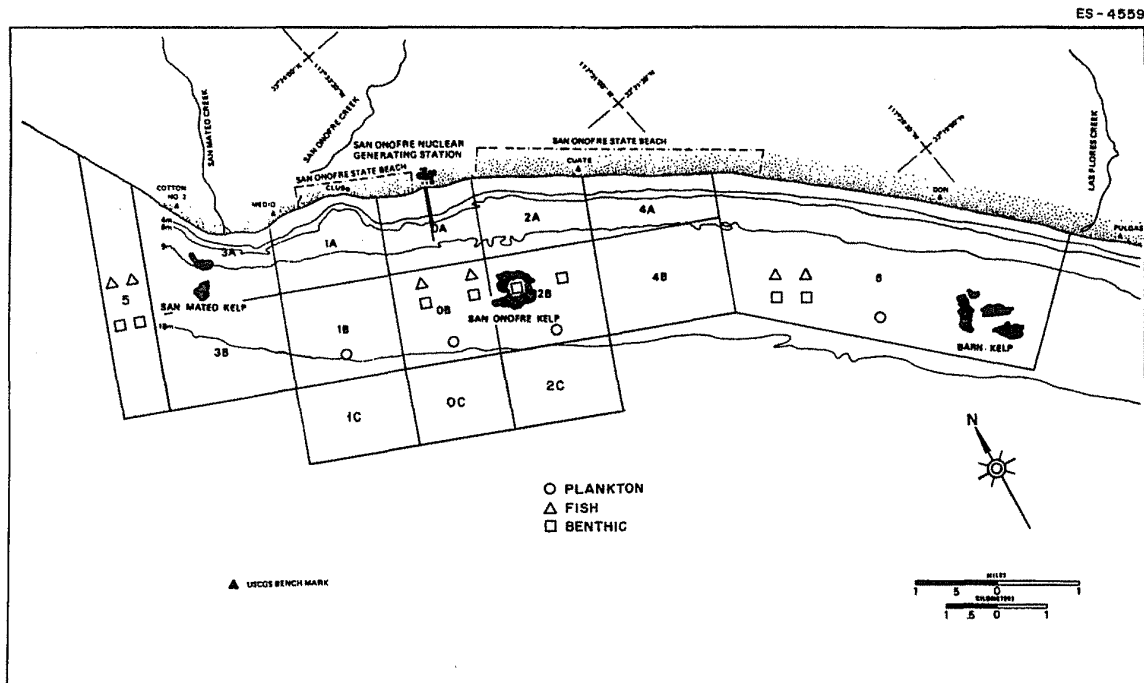 ES-4559
SAN MATEO CREEK
SAN ONOFRE CREEK
LAS FLORES CREEK
SAN ONOFRE NUCLEAR
GENERATING STATION
SAN ONOFRE STATE BEACH
SAN ONOFRE STATE BEACH
COTTON
NO 2
MEDIO
CLUB
CUATE
DON
PULGAS
3A
1A
0A
2A
4A
5
SAN MATEO KELP
18m
3B
1B
0B
2B
SAN ONOFRE KELP
4B
6
BARN KELP
1C
0C
2C
N
PLANKTON
FISH
BENTHIC
USCGS BENCH MARK
MILES
1 .5 0 1
KILOMETERS
1 .5 0 1